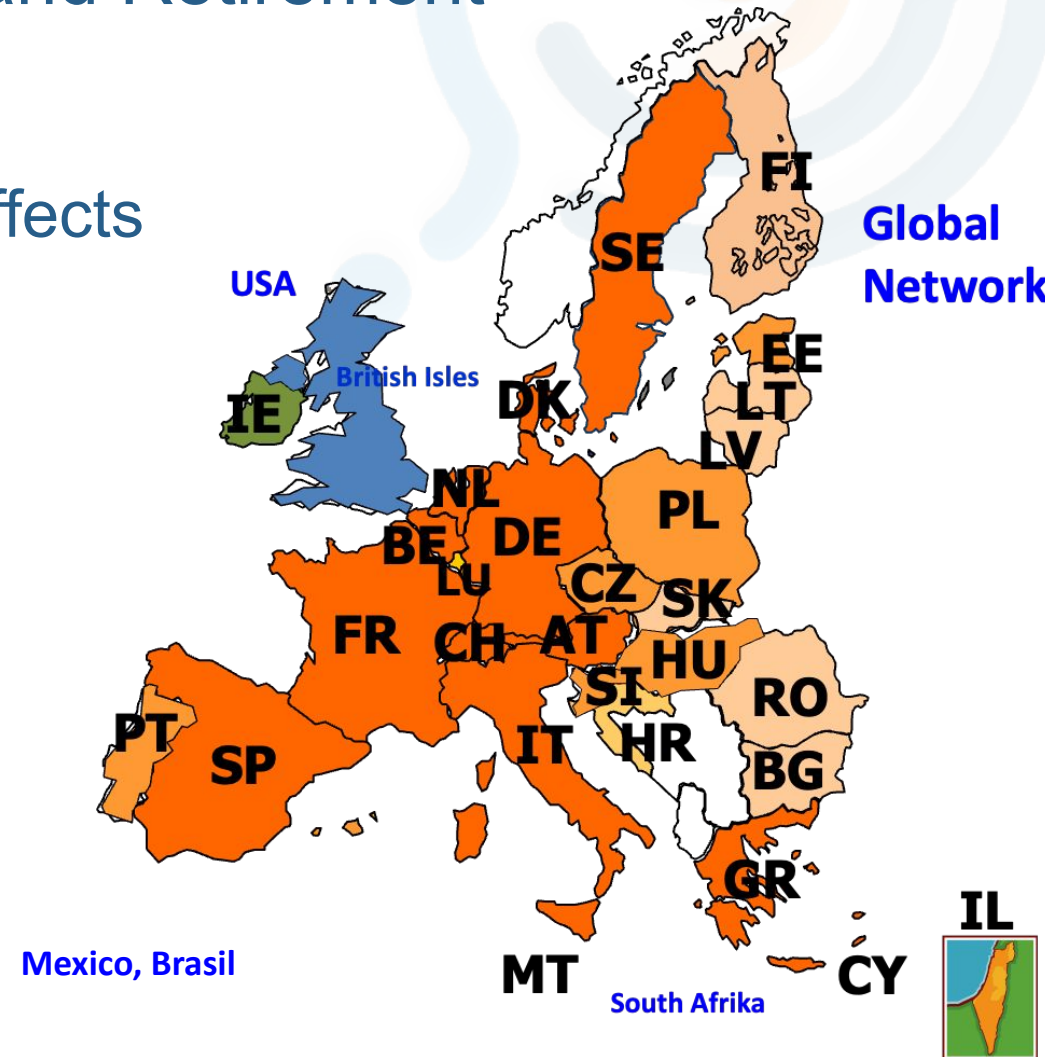 and Retirement
ffects
FI
Global
Network
SE
USA
EE
British Isles
DK
LT
IE
LV
NL
PL
DE
BE
LU
CZ
SK
FR
CH
AT
HU
SI
RO
PT
IT
HR
SP
BG
GR
IL
Mexico, Brasil
MT
CY
South Afrika